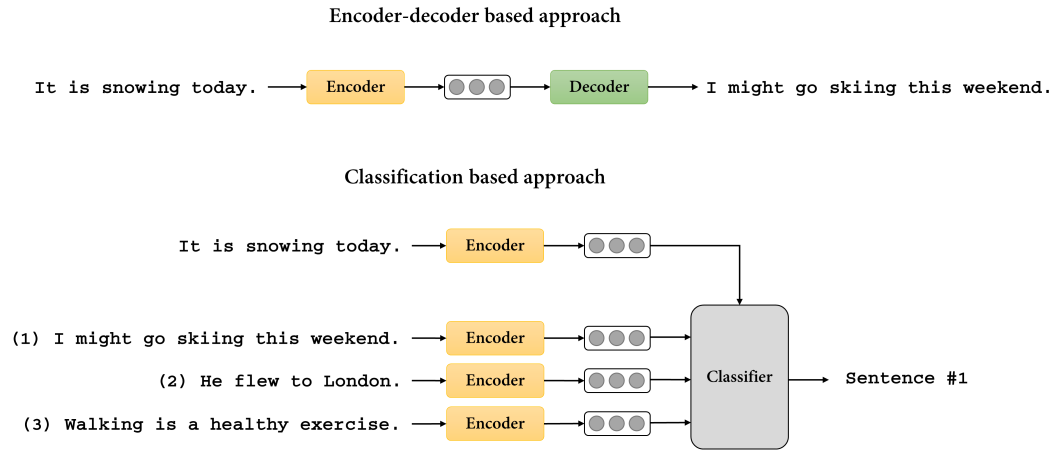 Encoder-decoder based approach
It is snowing today.
Encoder
Decoder
I might go skiing this weekend.
Classification based approach
It is snowing today.
Encoder
(1) I might go skiing this weekend.
Encoder
(2) He flew to London.
Encoder
(3) Walking is a healthy exercise.
Encoder
Classifier
Sentence #1